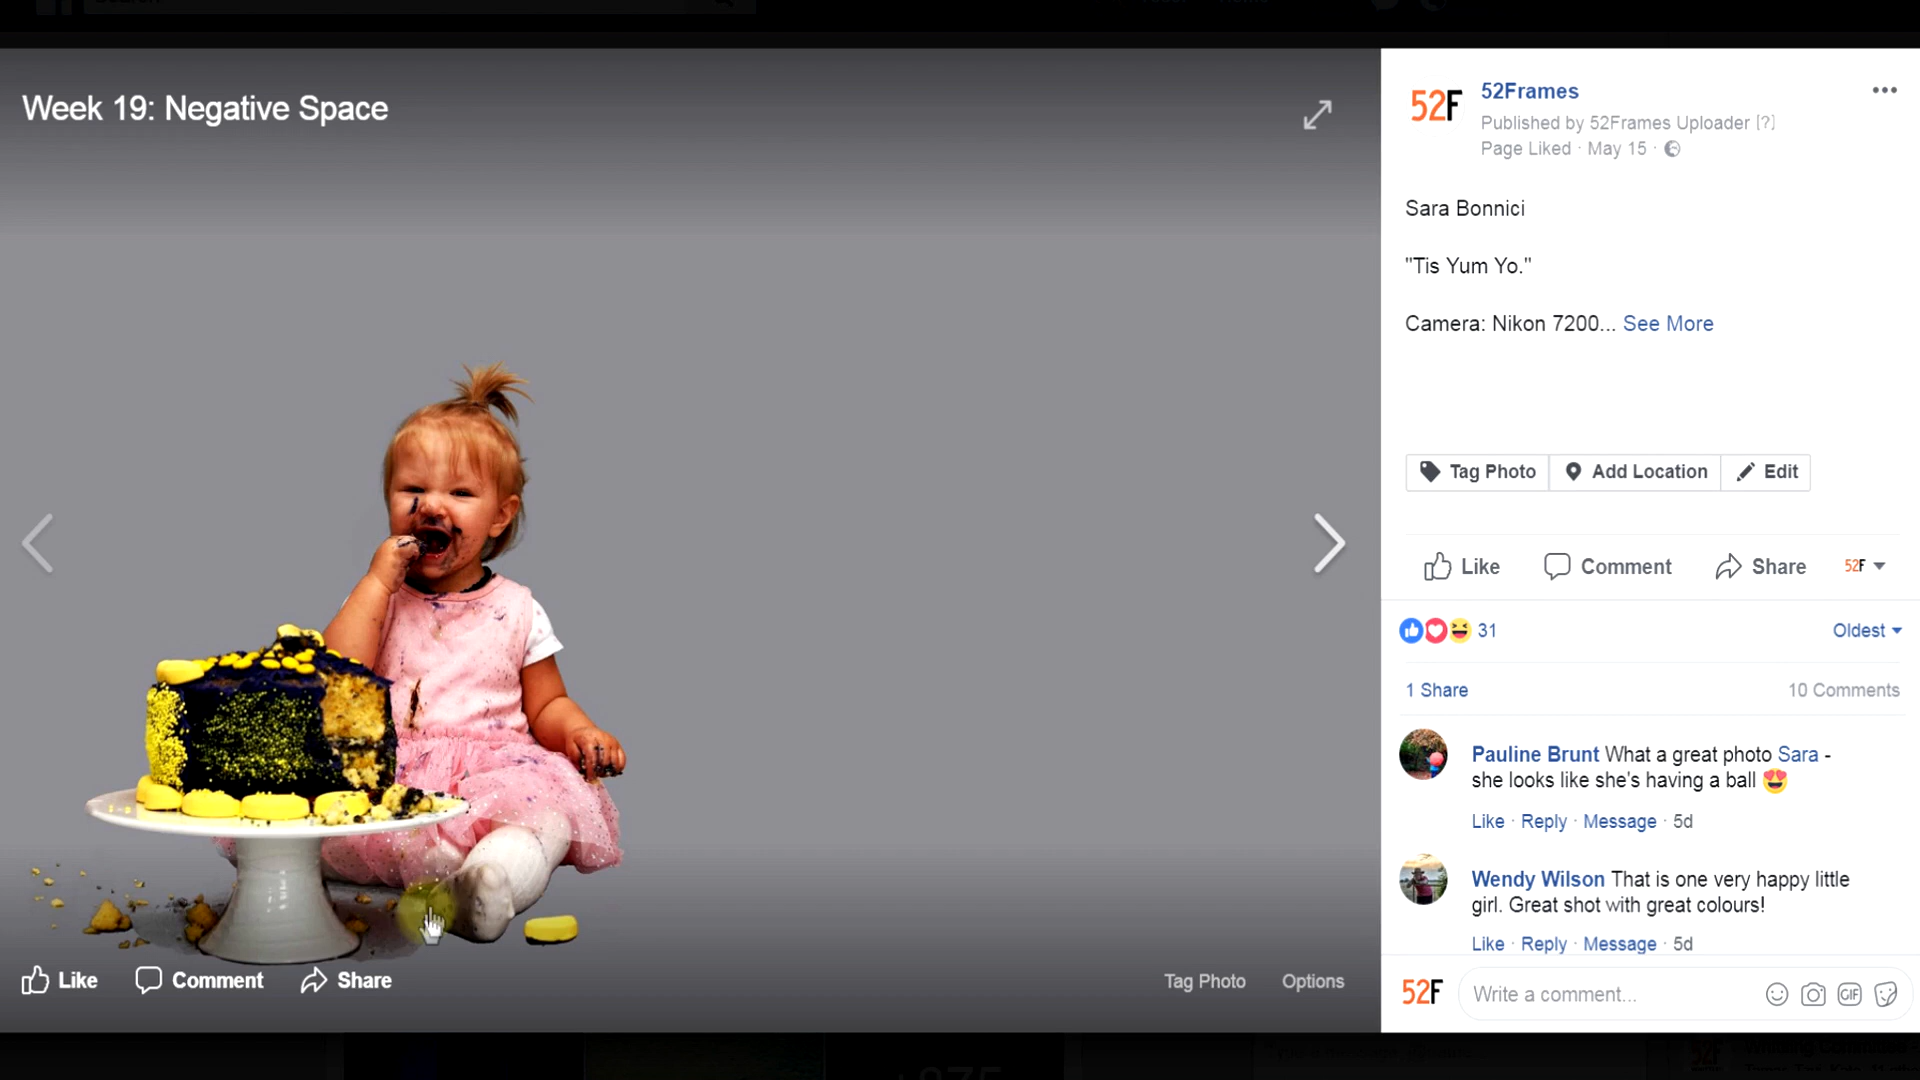 Week 19: Negative Space
52F
52Frames
Published by 52Frames Uploader [?]
Page Liked · May 15 ·
Sara Bonnici
"Tis Yum Yo."
Camera: Nikon 7200... See More
Tag Photo
Add Location
Edit
Like
Comment
Share
52F
31
Oldest
1 Share
10 Comments
Pauline Brunt What a great photo Sara -
she looks like she's having a ball
Like · Reply · Message · 5d
Wendy Wilson That is one very happy little
girl. Great shot with great colours!
Like · Reply · Message · 5d
52F
Write a comment...
GIF
Like
Comment
Share
Tag Photo
Options